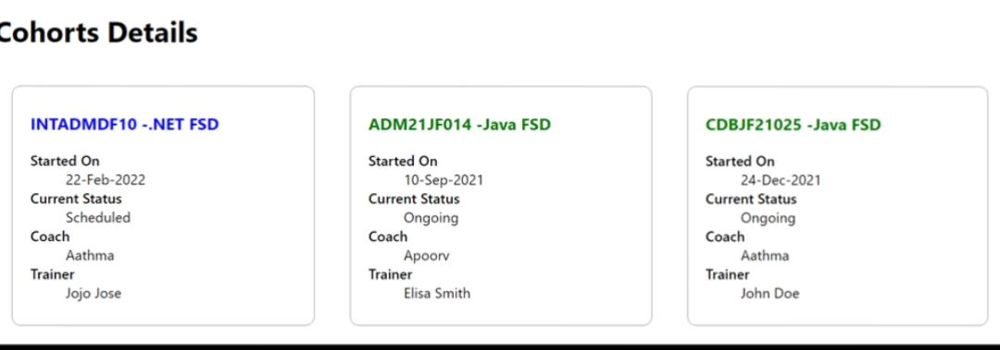 Cohorts Details
INTADMDF10 -.NET FSD
Started On
22-Feb-2022
Current Status
Scheduled
Coach
Aathma
Trainer
Jojo Jose
ADM21JF014 -Java FSD
Started On
10-Sep-2021
Current Status
Ongoing
Coach
Apoorv
Trainer
Elisa Smith
CDBJF21025 -Java FSD
Started On
24-Dec-2021
Current Status
Ongoing
Coach
Aathma
Trainer
John Doe